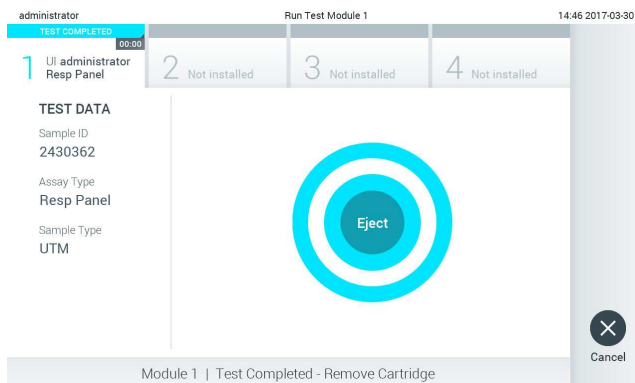 administrator Run Test Module 1 14:46 2017-03-30
TEST COMPLETED
00:00
1 UI administrator
Resp Panel
2 Not installed
3 Not installed
4 Not installed
TEST DATA
Sample ID
2430362
Assay Type
Resp Panel
Sample Type
UTM
Eject
Cancel
Module 1 | Test Completed - Remove Cartridge